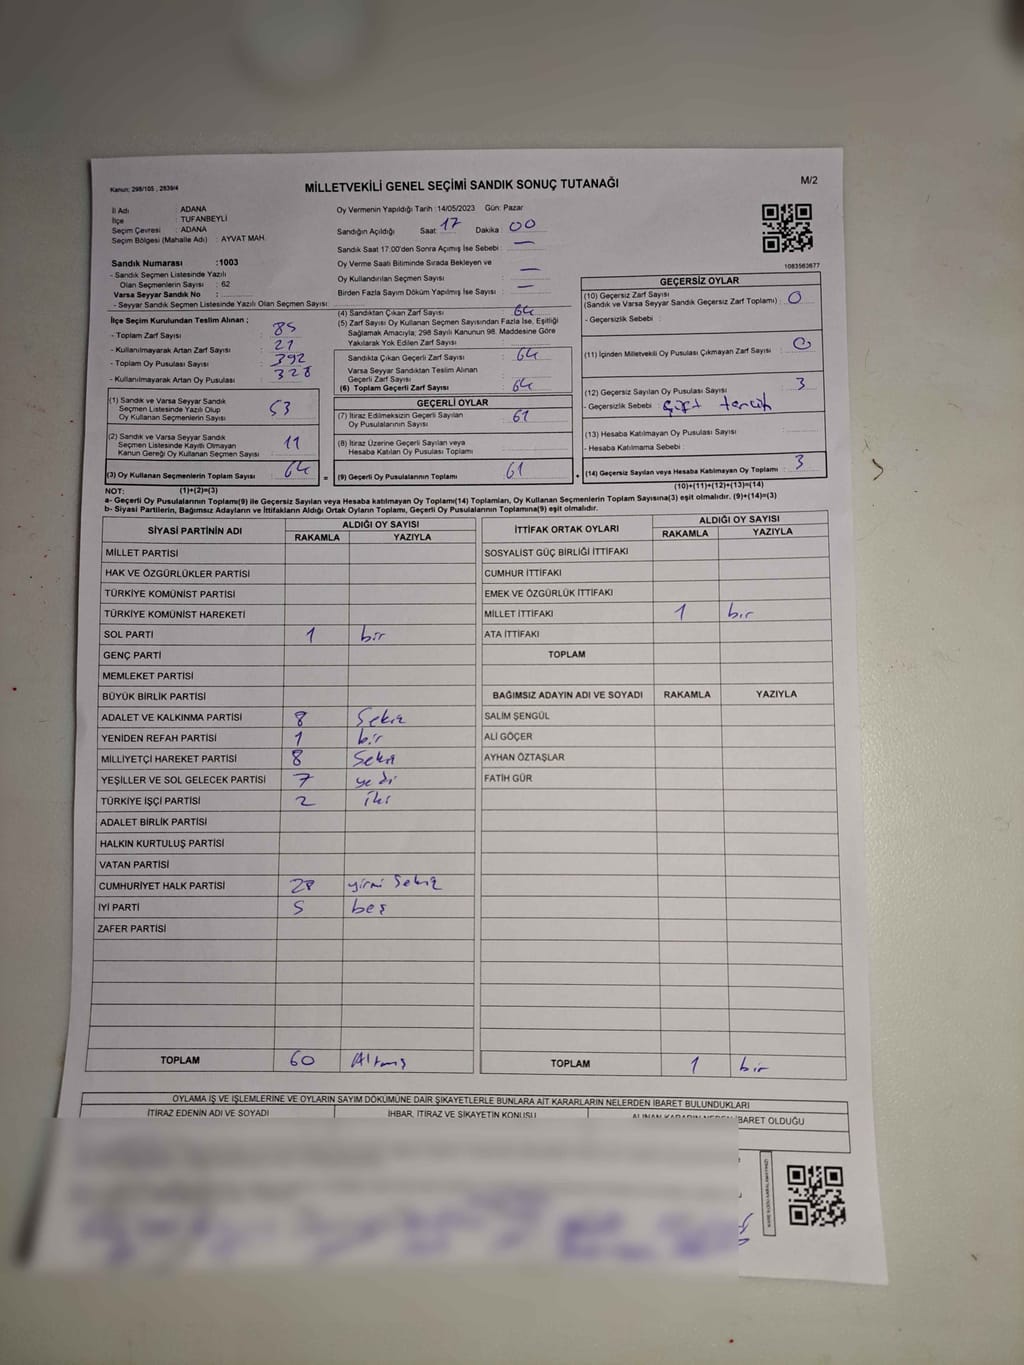 Kanun: 298/105 , 2839/4
MİLLETVEKİLİ GENEL SEÇİMİ SANDIK SONUÇ TUTANAĞI
M/2
İl Adı : ADANA
İlçe : TUFANBEYLİ
Seçim Çevresi : ADANA
Seçim Bölgesi (Mahalle Adı) : AYVAT MAH.
Sandık Numarası :1003
- Sandık Seçmen Listesinde Yazılı
Olan Seçmenlerin Sayısı : 62
Varsa Seyyar Sandık No :
- Seyyar Sandık Seçmen Listesinde Yazılı Olan Seçmen Sayısı:
Oy Vermenin Yapıldığı Tarih :14/05/2023 Gün: Pazar
Sandığın Açıldığı Saat : 17 Dakika : 00
Sandık Saat 17.00'den Sonra Açımış İse Sebebi : —
Oy Verme Saati Bitiminde Sırada Bekleyen ve
Oy Kullandırılan Seçmen Sayısı : —
Birden Fazla Sayım Döküm Yapılmış İse Sayısı : —
1083563677
İlçe Seçim Kurulundan Teslim Alınan ;
- Toplam Zarf Sayısı : 85
- Kullanılmayarak Artan Zarf Sayısı : 21
- Toplam Oy Pusulası Sayısı : 392
- Kullanılmayarak Artan Oy Pusulası : 328
(1) Sandık ve Varsa Seyyar Sandık
Seçmen Listesinde Yazılı Olup
Oy Kullanan Seçmenlerin Sayısı 53
(2) Sandık ve Varsa Seyyar Sandık
Seçmen Listesinde Kayıtlı Olmayan
Kanun Gereği Oy Kullanan Seçmen Sayısı 11
(3) Oy Kullanan Seçmenlerin Toplam Sayısı 64
(4) Sandıktan Çıkan Zarf Sayısı : 64
(5) Zarf Sayısı Oy Kullanan Seçmen Sayısından Fazla İse, Eşitliği
Sağlamak Amacıyla; 298 Sayılı Kanunun 98. Maddesine Göre
Yakılarak Yok Edilen Zarf Sayısı :
Sandıkta Çıkan Geçerli Zarf Sayısı : 64
Varsa Seyyar Sandıktan Teslim Alınan
Geçerli Zarf Sayısı :
(6) Toplam Geçerli Zarf Sayısı : 64
GEÇERLİ OYLAR
(7) İtiraz Edilmeksizin Geçerli Sayılan
Oy Pusulasının Sayısı : 61
(8) İtiraz Üzerine Geçerli Sayılan veya
Hesaba Katılan Oy Pusulası Toplamı :
= (9) Geçerli Oy Pusulasının Toplamı 61 +
GEÇERSİZ OYLAR
(10) Geçersiz Zarf Sayısı
(Sandık ve Varsa Seyyar Sandık Geçersiz Zarf Toplamı) : 0
- Geçersizlik Sebebi :
(11) İçinden Milletvekili Oy Pusulası Çıkmayan Zarf Sayısı : 0
(12) Geçersiz Sayılan Oy Pusulası Sayısı : 3
- Geçersizlik Sebebi : çift tercih
(13) Hesaba Katılmayan Oy Pusulası Sayısı :
- Hesaba Katılmama Sebebi :
(14) Geçersiz Sayılan veya Hesaba Katılmayan Oy Toplamı : 3
NOT: (1)+(2)=(3) (10)+(11)+(12)+(13)=(14)
a- Geçerli Oy Pusulalarının Toplamı(9) ile Geçersiz Sayılan veya Hesaba katılmayan Oy Toplamı(14) Toplamları, Oy Kullanan Seçmenlerin Toplam Sayısına(3) eşit olmalıdır. (9)+(14)=(3)
b- Siyasi Partilerin, Bağımsız Adayların ve İttifakların Aldığı Ortak Oyların Toplamı, Geçerli Oy Pusulalarının Toplamına(9) eşit olmalıdır.
SİYASİ PARTİNİN ADI ALDIĞI OY SAYISI
RAKAMLA YAZIYLA
MİLLET PARTİSİ
HAK VE ÖZGÜRLÜKLER PARTİSİ
TÜRKİYE KOMÜNİST PARTİSİ
TÜRKİYE KOMÜNİST HAREKETİ
SOL PARTİ 1 bir
GENÇ PARTİ
MEMLEKET PARTİSİ
BÜYÜK BİRLİK PARTİSİ
ADALET VE KALKINMA PARTİSİ 8 Sekiz
YENİDEN REFAH PARTİSİ 1 bir
MİLLİYETÇİ HAREKET PARTİSİ 8 Sekiz
YEŞİLLER VE SOL GELECEK PARTİSİ 7 yedi
TÜRKİYE İŞÇİ PARTİSİ 2 iki
ADALET BİRLİK PARTİSİ
HALKIN KURTULUŞ PARTİSİ
VATAN PARTİSİ
CUMHURİYET HALK PARTİSİ 28 yirmi Sekiz
İYİ PARTİ 5 beş
ZAFER PARTİSİ
TOPLAM 60 Altmış
İTTİFAK ORTAK OYLARI ALDIĞI OY SAYISI
RAKAMLA YAZIYLA
SOSYALİST GÜÇ BİRLİĞİ İTTİFAKI
CUMHUR İTTİFAKI
EMEK VE ÖZGÜRLÜK İTTİFAKI
MİLLET İTTİFAKI 1 bir
ATA İTTİFAKI
TOPLAM
BAĞIMSIZ ADAYIN ADI VE SOYADI RAKAMLA YAZIYLA
SALİM ŞENGÜL
ALİ GÖÇER
AYHAN ÖZTAŞLAR
FATİH GÜR
TOPLAM 1 bir
OYLAMA İŞ VE İŞLEMLERİNE VE OYLARIN SAYIM DÖKÜMÜNE DAİR ŞİKAYETLERLE BUNLARA AİT KARARLARIN NELERDEN İBARET BULUNDUKLARI
İTİRAZ EDENİN ADI VE SOYADI İHBAR, İTİRAZ VE ŞİKAYETİN KONUSU ALINAN KARARIN NEDEN İBARET OLDUĞU